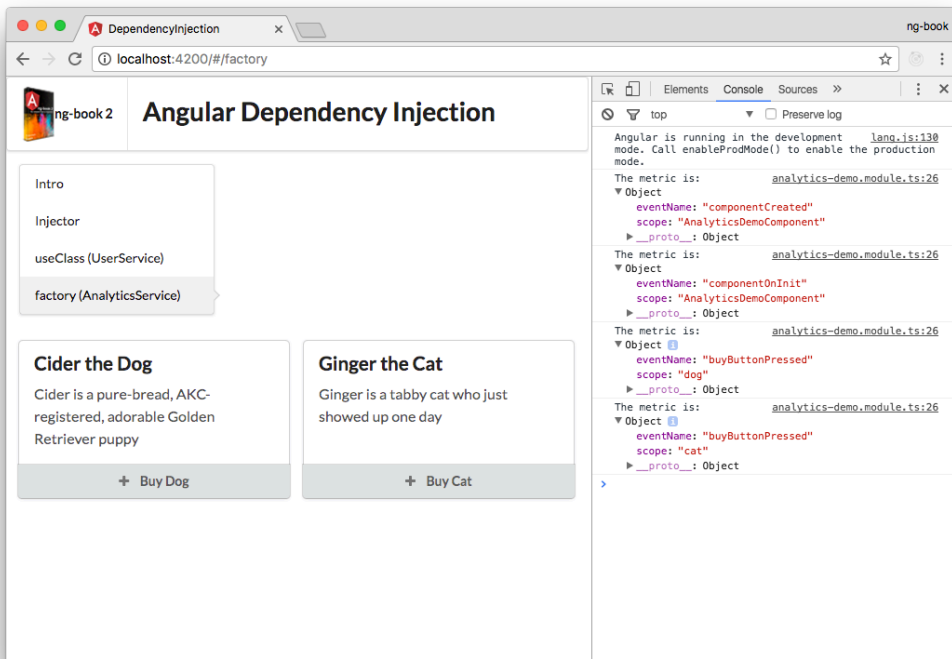 DependencyInjection
ng-book
localhost:4200/#/factory
ng-book 2
Angular Dependency Injection
Intro
Injector
useClass (UserService)
factory (AnalyticsService)
Cider the Dog
Cider is a pure-bread, AKC-
registered, adorable Golden
Retriever puppy
+ Buy Dog
Ginger the Cat
Ginger is a tabby cat who just
showed up one day
+ Buy Cat
Elements Console Sources »
top Preserve log
Angular is running in the development lang.js:130
mode. Call enableProdMode() to enable the production
mode.
The metric is: analytics-demo.module.ts:26
Object
eventName: "componentCreated"
scope: "AnalyticsDemoComponent"
__proto__: Object
The metric is: analytics-demo.module.ts:26
Object
eventName: "componentOnInit"
scope: "AnalyticsDemoComponent"
__proto__: Object
The metric is: analytics-demo.module.ts:26
Object i
eventName: "buyButtonPressed"
scope: "dog"
__proto__: Object
The metric is: analytics-demo.module.ts:26
Object i
eventName: "buyButtonPressed"
scope: "cat"
__proto__: Object